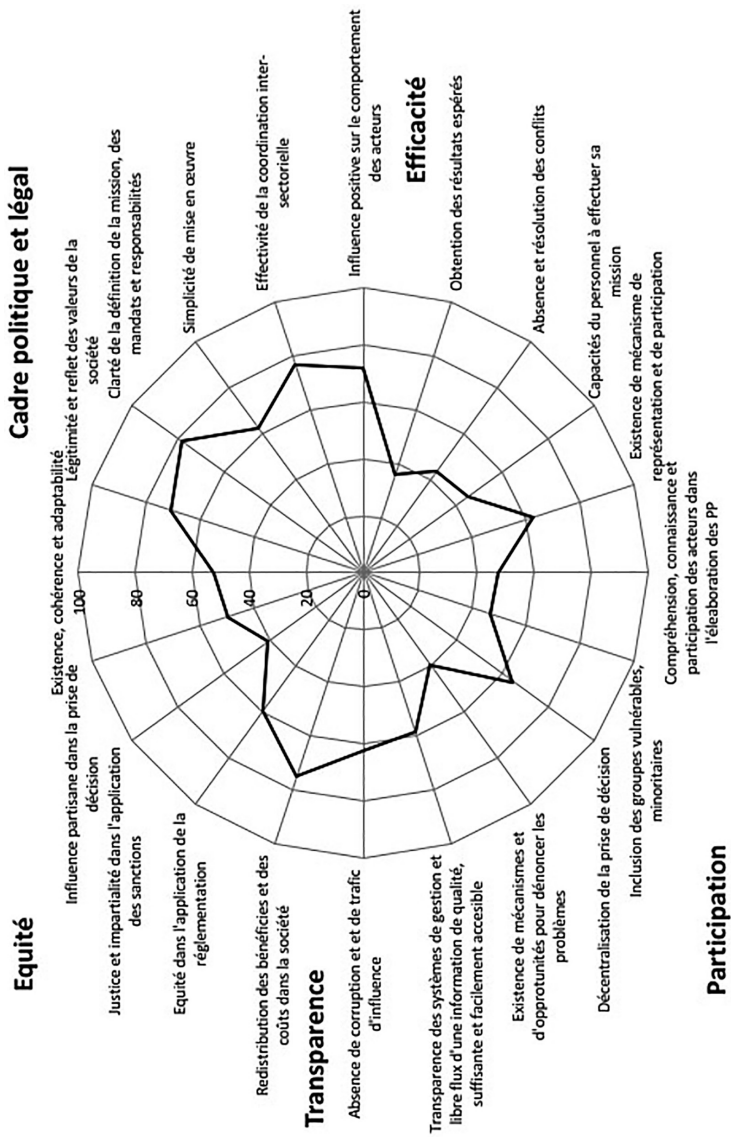 Equité
Cadre politique et légal
Existence, cohérence et adaptabilité
Légitimité et reflet des valeurs de la
société
Clarté de la définition de la mission, des
mandats et responsabilités
Simplicité de mise en œuvre
Effectivité de la coordination inter-
sectorielle
Influence positive sur le comportement
des acteurs
Efficacité
Obtention des résultats espérés
Absence et résolution des conflits
Capacités du personnel à effectuer sa
mission
Existence de mécanisme de
représentation et de participation
Compréhension, connaissance et
participation des acteurs dans
l'éleaboration des PP
Inclusion des groupes vulnérables,
minoritaires
Décentralisation de la prise de décision
Participation
Existence de mécanismes et
d'opprotunités pour dénoncer les
problèmes
Transparence des systèmes de gestion et
libre flux d'une information de qualité,
suffisante et facilement accesible
Absence de corruption et et de trafic
d'influence
Transparence
Redistribution des bénéficies et des
coûts dans la société
Equité dans l'application de la
réglementation
Justice et impartialité dans l'application
des sanctions
Influence partisane dans la prise de
décision
100
80
60
40
20
0